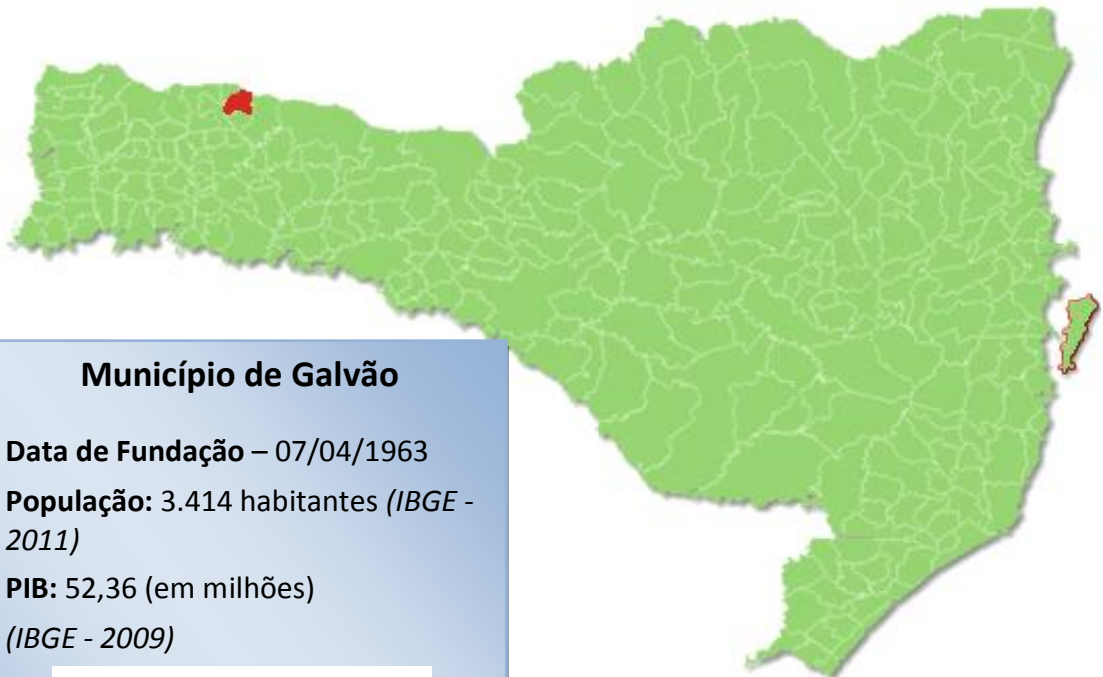 Município de Galvão
Data de Fundação – 07/04/1963
População: 3.414 habitantes (IBGE -
2011)
PIB: 52,36 (em milhões)
(IBGE - 2009)